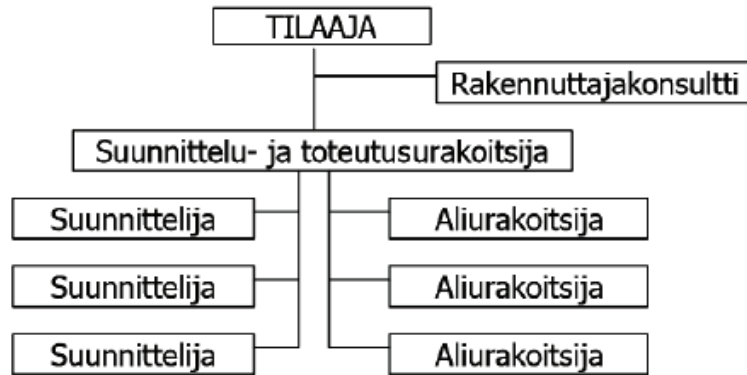 TILAAJA
Rakennuttajakonsultti
Suunnittelu- ja toteutusurakoitsija
Suunnittelija
Aliurakoitsija
Suunnittelija
Aliurakoitsija
Suunnittelija
Aliurakoitsija